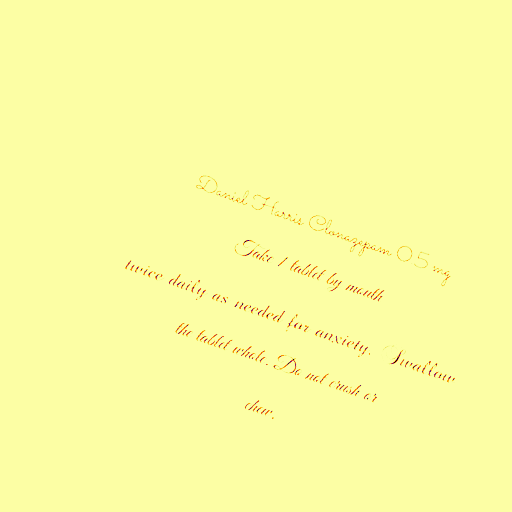 Daniel Harris Clonazepam 0.5 mg
Take 1 tablet by mouth
twice daily as needed for anxiety. Swallow
the tablet whole. Do not crush or
chew.